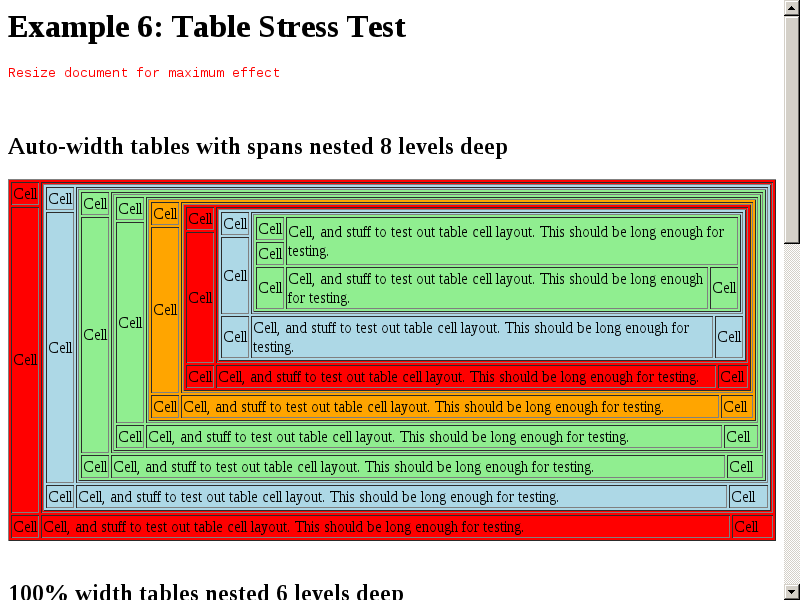 Example 6: Table Stress Test
Resize document for maximum effect
Auto-width tables with spans nested 8 levels deep
Cell
Cell
Cell
Cell
Cell
Cell
Cell
Cell
Cell, and stuff to test out table cell layout. This should be long enough for
testing.
Cell
Cell
Cell, and stuff to test out table cell layout. This should be long enough
for testing.
Cell
Cell
Cell
Cell, and stuff to test out table cell layout. This should be long enough for
testing.
Cell
Cell
Cell
Cell, and stuff to test out table cell layout. This should be long enough for testing.
Cell
Cell
Cell
Cell, and stuff to test out table cell layout. This should be long enough for testing.
Cell
Cell
Cell
Cell, and stuff to test out table cell layout. This should be long enough for testing.
Cell
Cell
Cell
Cell, and stuff to test out table cell layout. This should be long enough for testing.
Cell
Cell
Cell
Cell, and stuff to test out table cell layout. This should be long enough for testing.
Cell
Cell
Cell
Cell, and stuff to test out table cell layout. This should be long enough for testing.
Cell
100% width tables nested 6 levels deep